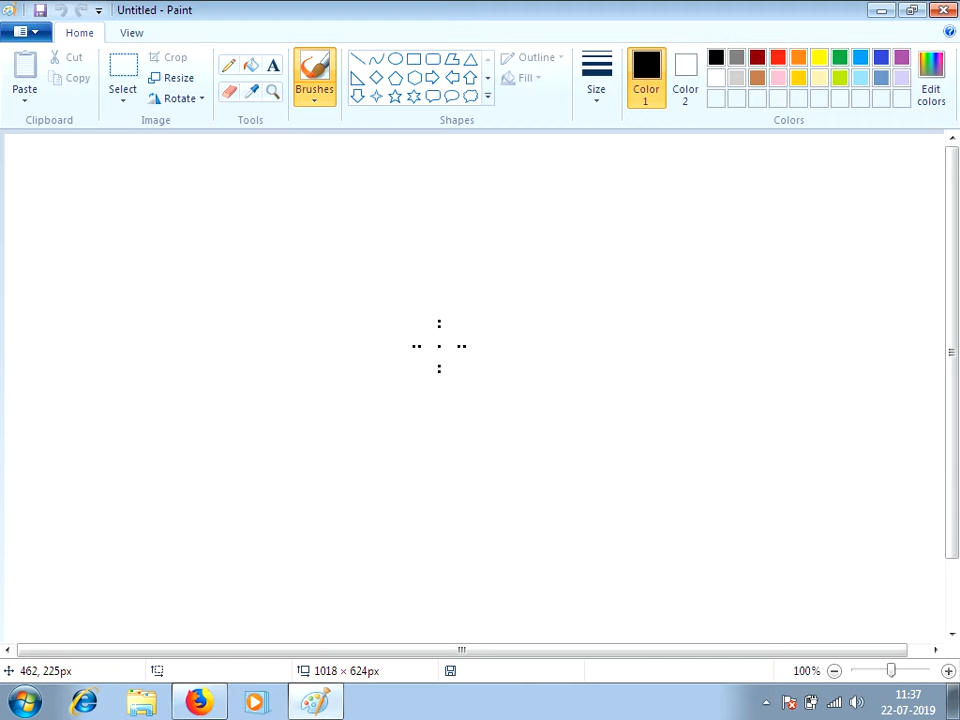 Untitled - Paint
Home
View
Paste
Cut
Copy
Clipboard
Select
Crop
Resize
Rotate
Image
A
Tools
Brushes
Outline
Fill
Shapes
Size
Color 1
Color 2
Edit colors
Colors
462, 225px
1018 × 624px
100%
11:37
22-07-2019